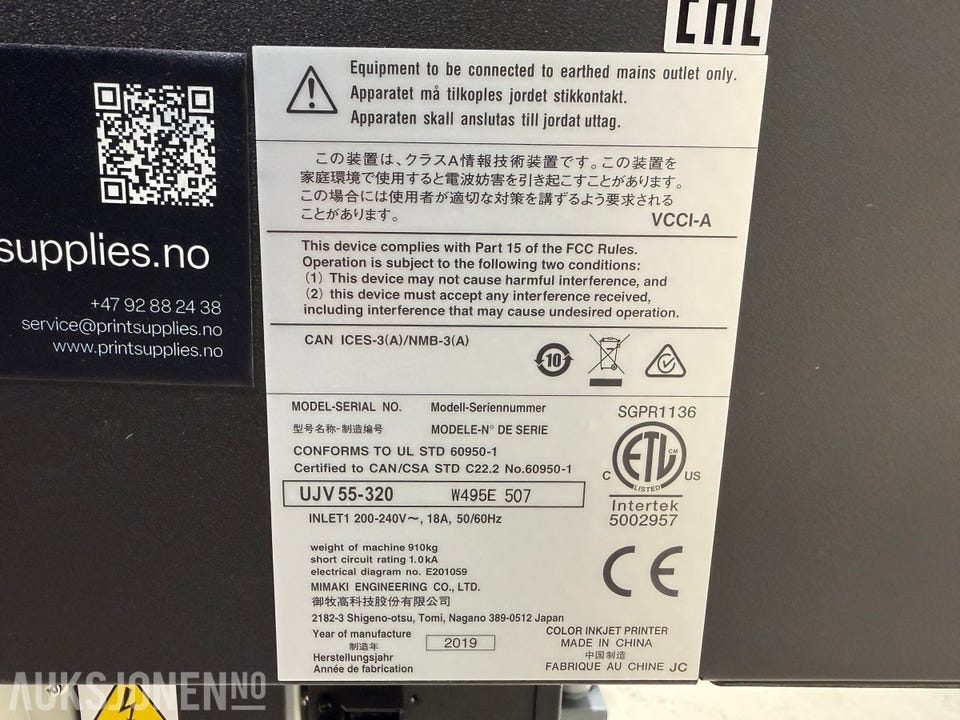 EAC
supplies.no
+47 92 88 24 38
service@printsupplies.no
www.printsupplies.no
Equipment to be connected to earthed mains outlet only.
Apparatet må tilkoples jordet stikkontakt.
Apparaten skall anslutas till jordat uttag.
この装置は、クラスA情報技術装置です。この装置を
家庭環境で使用すると電波妨害を引き起こすことがあります。
この場合には使用者が適切な対策を講ずるよう要求される
ことがあります。
VCCI-A
This device complies with Part 15 of the FCC Rules.
Operation is subject to the following two conditions:
(1) This device may not cause harmful interference, and
(2) this device must accept any interference received,
including interference that may cause undesired operation.
CAN ICES-3(A)/NMB-3(A)
10
MODEL-SERIAL NO. Modell-Seriennummer
型号名称-制造编号 MODELE-N° DE SERIE
CONFORMS TO UL STD 60950-1
Certified to CAN/CSA STD C22.2 No.60950-1
UJV55-320 W495E 507
INLET1 200-240V~, 18A, 50/60Hz
SGPR1136
ETL CM
LISTED
C US
Intertek
5002957
CE
weight of machine 910kg
short circuit rating 1.0kA
electrical diagram no. E201059
MIMAKI ENGINEERING CO., LTD.
御牧高科技股份有限公司
2182-3 Shigeno-otsu, Tomi, Nagano 389-0512 Japan
Year of manufacture
制造年
Herstellungsjahr
Année de fabrication
2019
COLOR INKJET PRINTER
MADE IN CHINA
中国制造
FABRIQUE AU CHINE JC
AUKSJONEN.NO